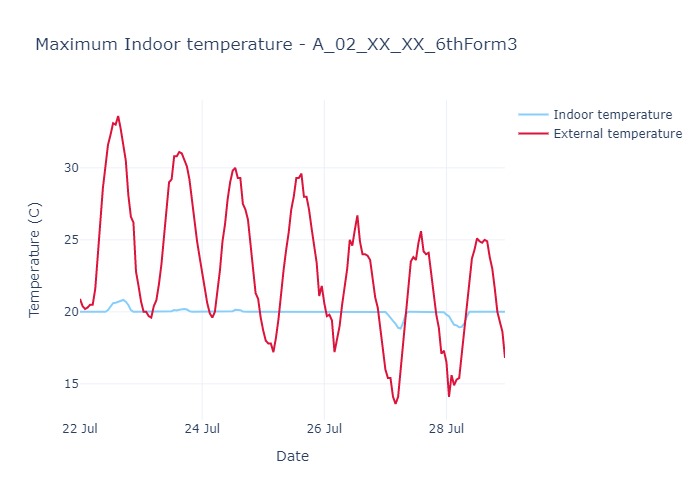 Maximum Indoor temperature - A_02_XX_XX_6thForm3
Indoor temperature
External temperature
Temperature (C)
30
25
20
15
22 Jul
24 Jul
26 Jul
28 Jul
Date